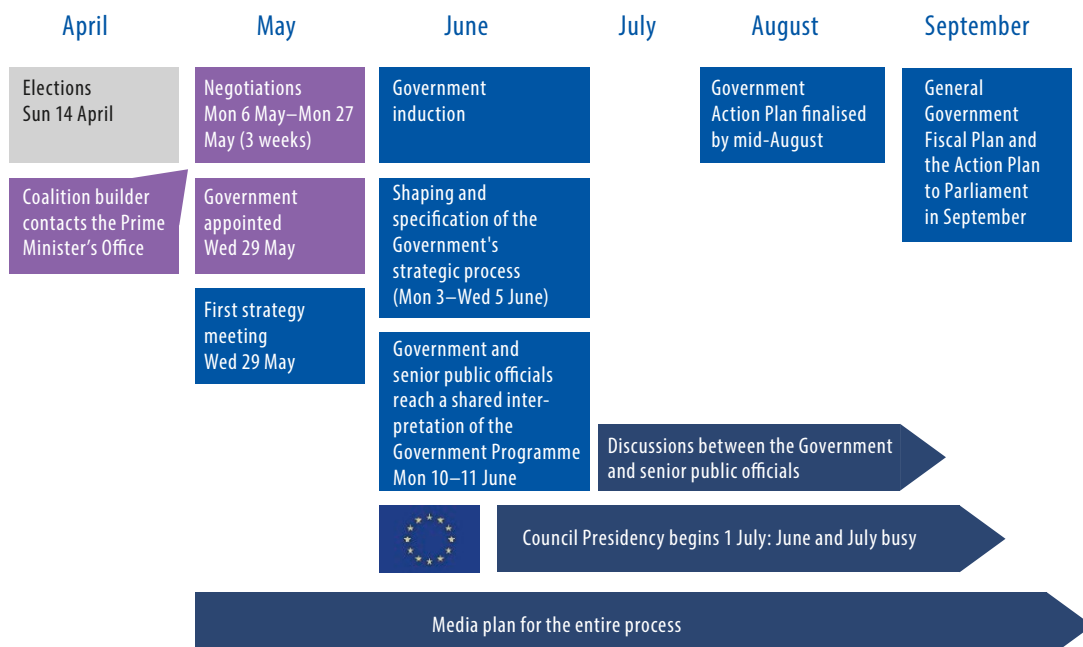 April
May
June
July
August
September
Elections
Sun 14 April
Coalition builder
contacts the Prime
Minister’s Office
Negotiations
Mon 6 May–Mon 27
May (3 weeks)
Government
appointed
Wed 29 May
First strategy
meeting
Wed 29 May
Government
induction
Shaping and
specification of the
Government's
strategic process
(Mon 3–Wed 5 June)
Government and
senior public officials
reach a shared inter-
pretation of the
Government Programme
Mon 10–11 June
Government
Action Plan finalised
by mid-August
General
Government
Fiscal Plan and
the Action Plan
to Parliament
in September
Discussions between the Government
and senior public officials
Council Presidency begins 1 July: June and July busy
Media plan for the entire process